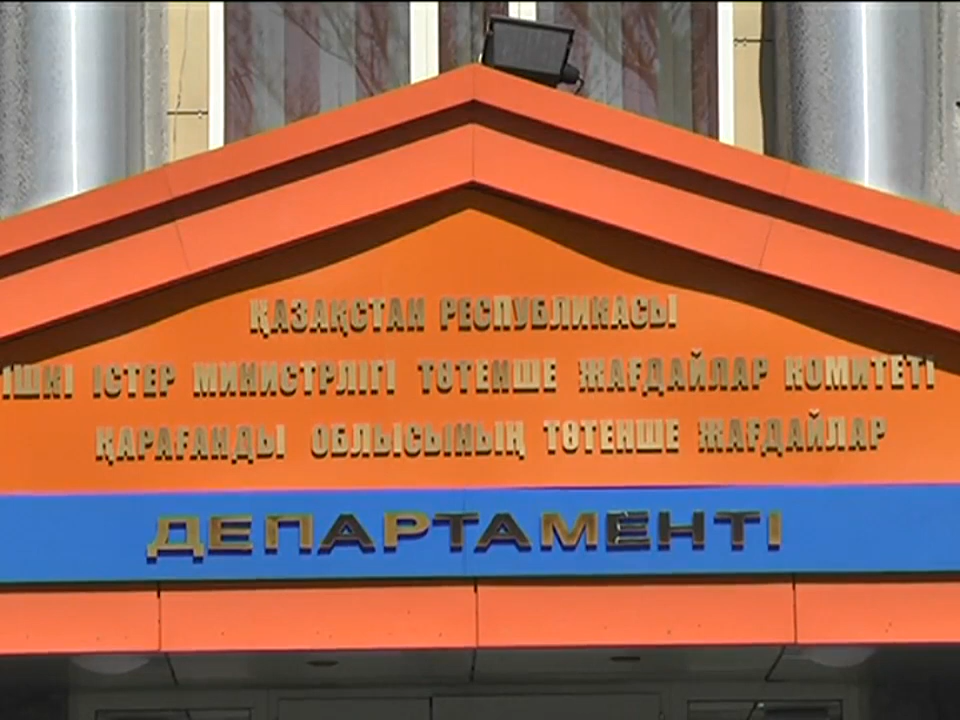 ҚАЗАҚСТАН РЕСПУБЛИКАСЫ
ІШКІ ІСТЕР МИНИСТРЛІГІ ТӨТЕНШЕ ЖАҒДАЙЛАР КОМИТЕТІ
ҚАРАҒАНДЫ ОБЛЫСЫНЫҢ ТӨТЕНШЕ ЖАҒДАЙЛАР
ДЕПАРТАМЕНТІ